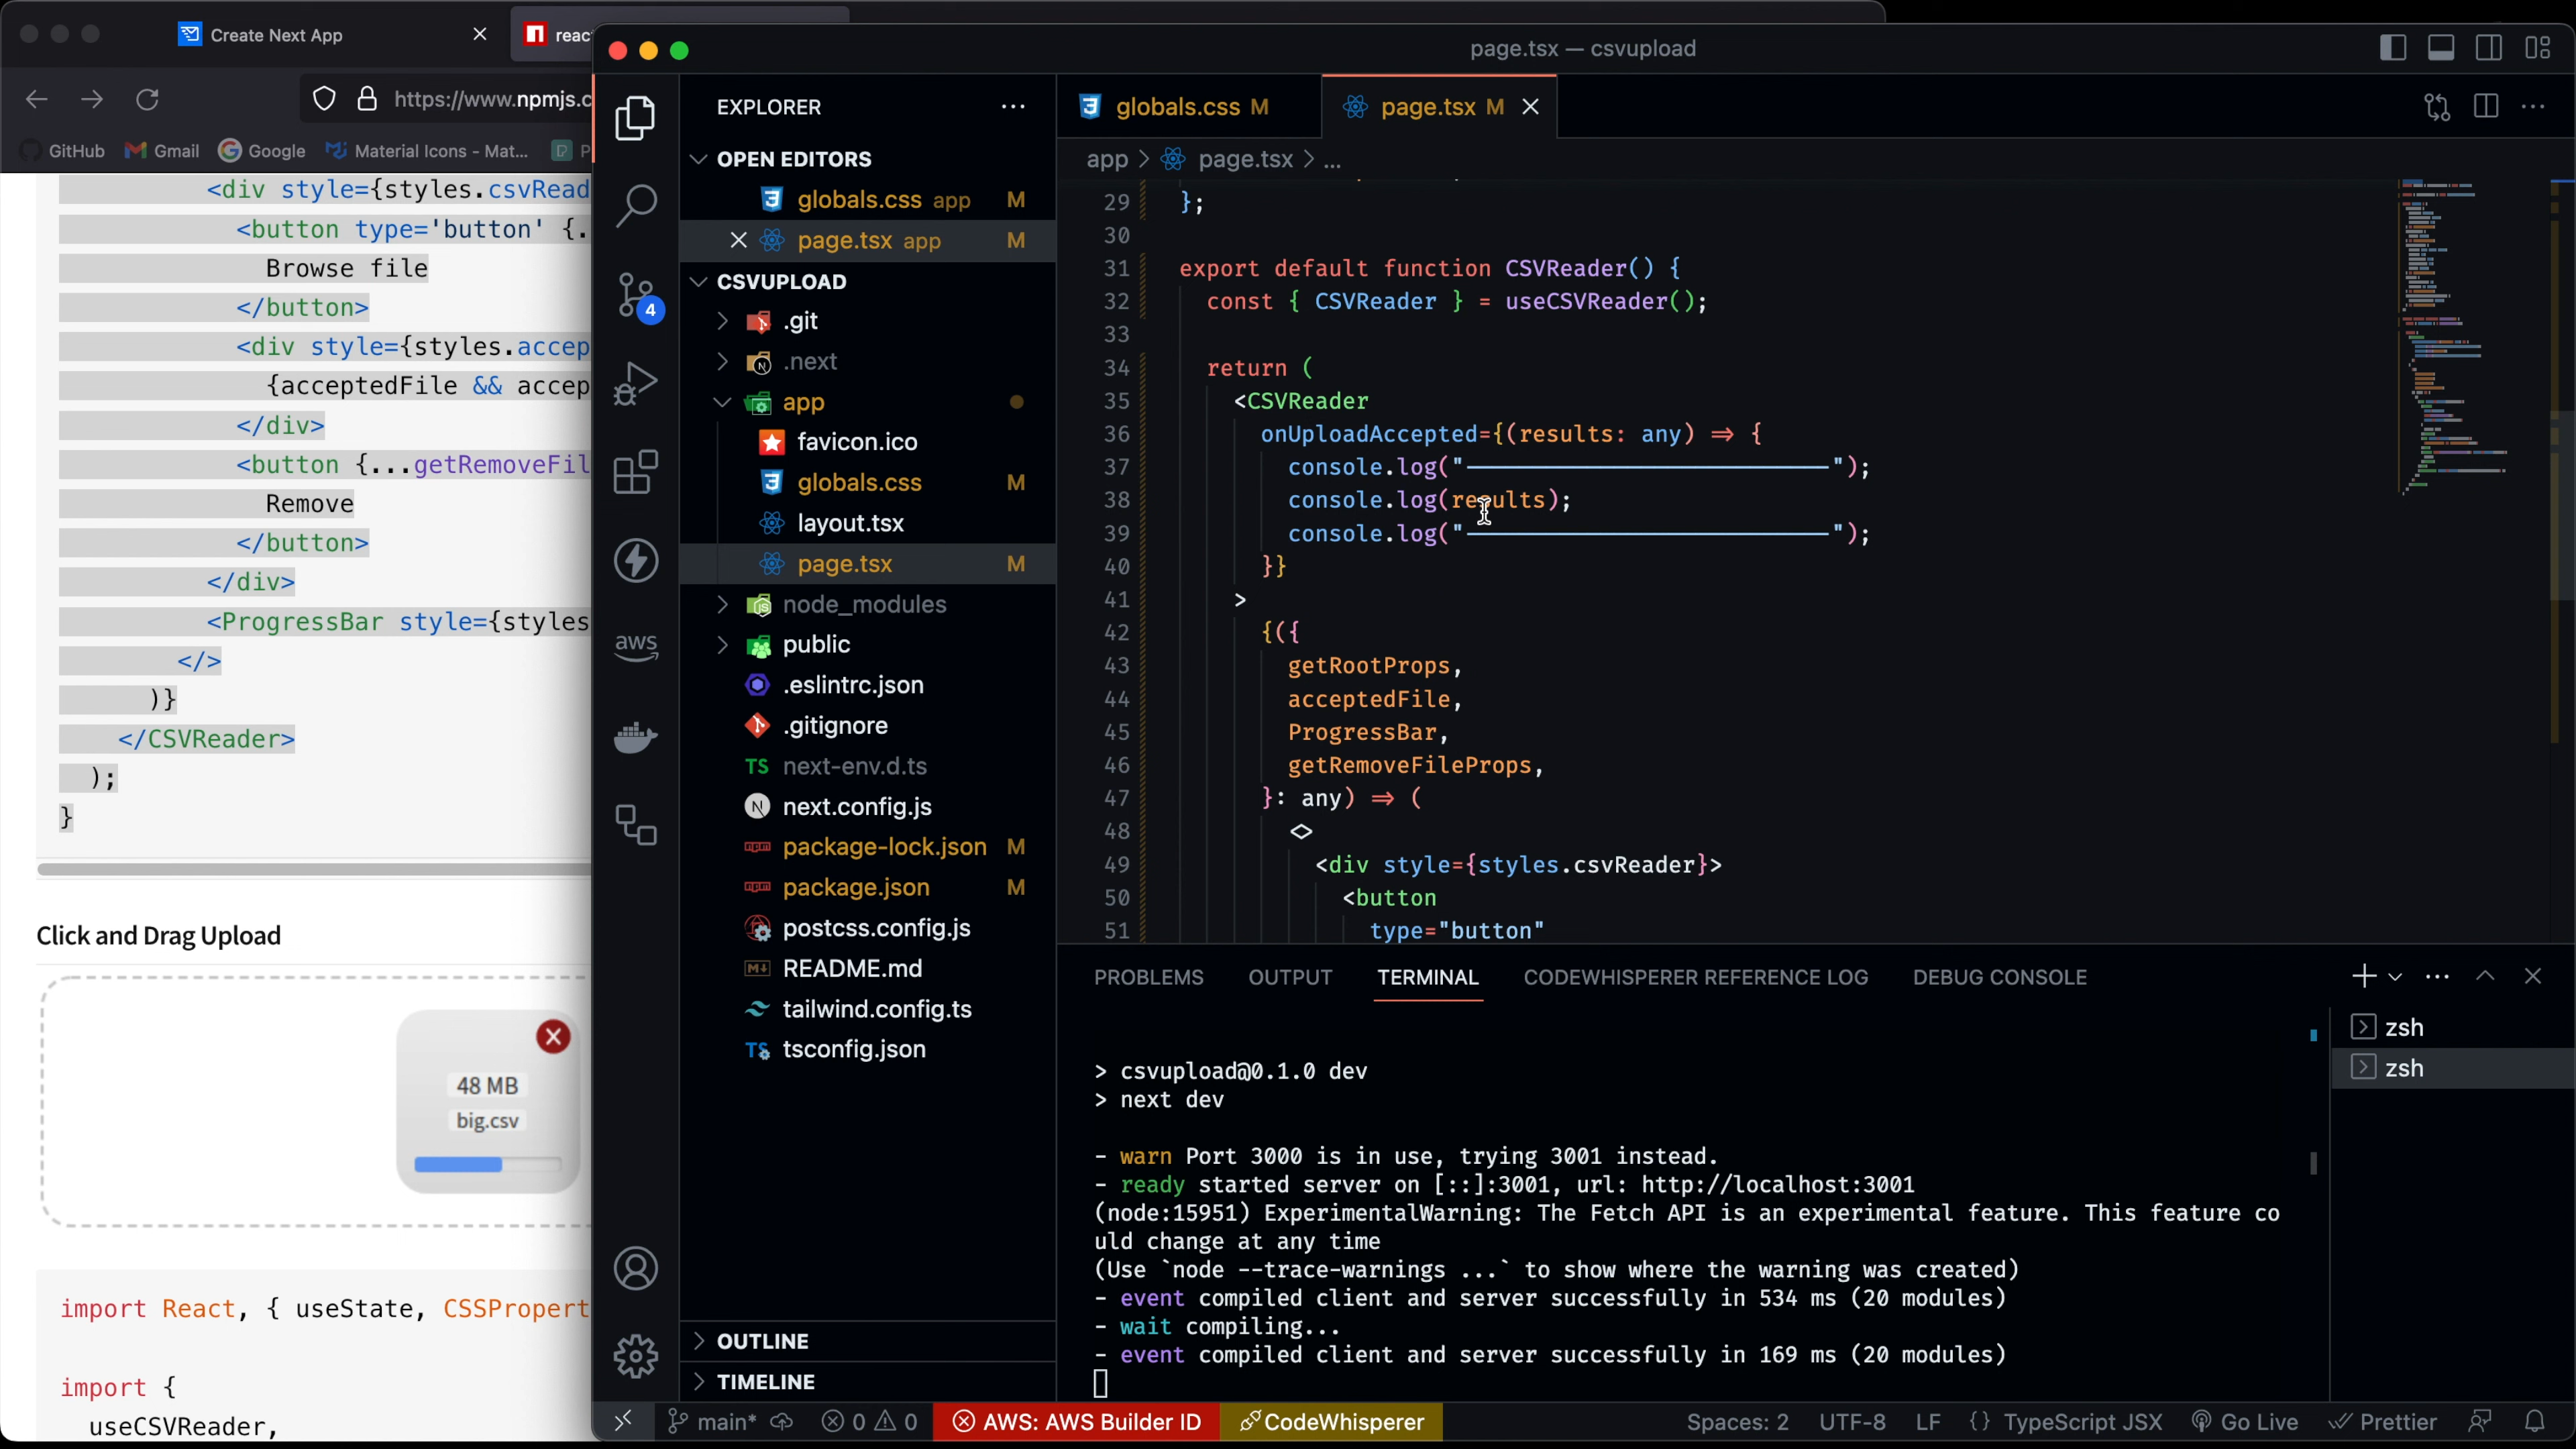 Create Next App
reac
https://www.npmjs.c
GitHub
Gmail
Google
Material Icons - Mat...
P
<div style={styles.csvRead
<button type='button' {..
Browse file
</button>
<div style={styles.accep
{acceptedFile && accep
</div>
<button {...getRemoveFil
Remove
</button>
</div>
<ProgressBar style={styles
</>
)}
</CSVReader>
);
}
Click and Drag Upload
48 MB
big.csv
import React, { useState, CSSPropert
import {
useCSVReader,
page.tsx — csvupload
EXPLORER
OPEN EDITORS
globals.css app M
page.tsx app M
CSVUPLOAD
.git
.next
app
favicon.ico
globals.css M
layout.tsx
page.tsx M
node_modules
public
.eslintrc.json
.gitignore
TS next-env.d.ts
next.config.js
package-lock.json M
package.json M
postcss.config.js
README.md
tailwind.config.ts
tsconfig.json
OUTLINE
TIMELINE
4
aws
globals.css M
page.tsx M
app > page.tsx > ...
29 };
30
31 export default function CSVReader() {
32 const { CSVReader } = useCSVReader();
33
34 return (
35 <CSVReader
36 onUploadAccepted={(results: any) => {
37 console.log("---------------------------");
38 console.log(results);
39 console.log("---------------------------");
40 }}
41 >
42 {({
43 getRootProps,
44 acceptedFile,
45 ProgressBar,
46 getRemoveFileProps,
47 }: any) => (
48 <>
49 <div style={styles.csvReader}>
50 <button
51 type="button"
PROBLEMS OUTPUT TERMINAL CODEWHISPERER REFERENCE LOG DEBUG CONSOLE
> csvupload@0.1.0 dev
> next dev
- warn Port 3000 is in use, trying 3001 instead.
- ready started server on [::]:3001, url: http://localhost:3001
(node:15951) ExperimentalWarning: The Fetch API is an experimental feature. This feature co
uld change at any time
(Use `node --trace-warnings ...` to show where the warning was created)
- event compiled client and server successfully in 534 ms (20 modules)
- wait compiling...
- event compiled client and server successfully in 169 ms (20 modules)
zsh
zsh
main* 0 0 AWS: AWS Builder ID CodeWhisperer Spaces: 2 UTF-8 LF {} TypeScript JSX Go Live Prettier